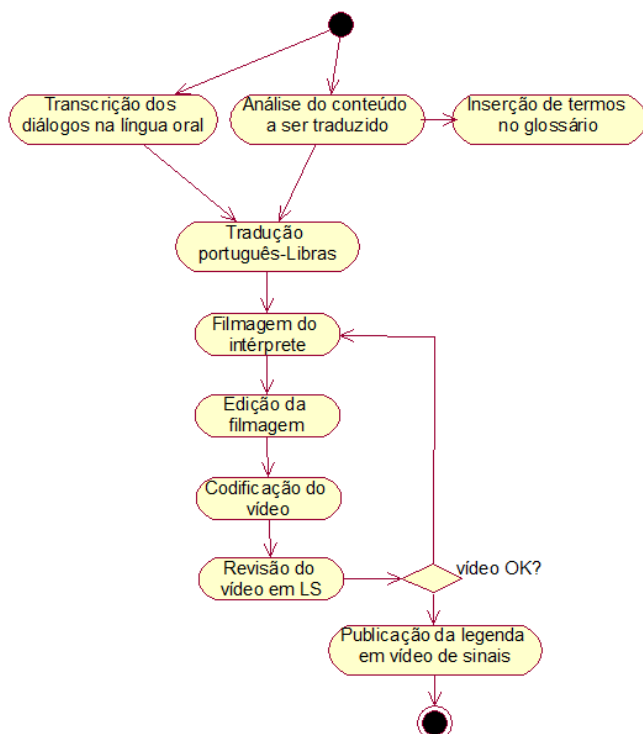 Transcrição dos
diálogos na língua oral
Análise do conteúdo
a ser traduzido
Inserção de termos
no glossário
Tradução
português-Libras
Filmagem do
intérprete
Edição da
filmagem
Codificação do
vídeo
Revisão do
vídeo em LS
vídeo OK?
Publicação da legenda
em vídeo de sinais